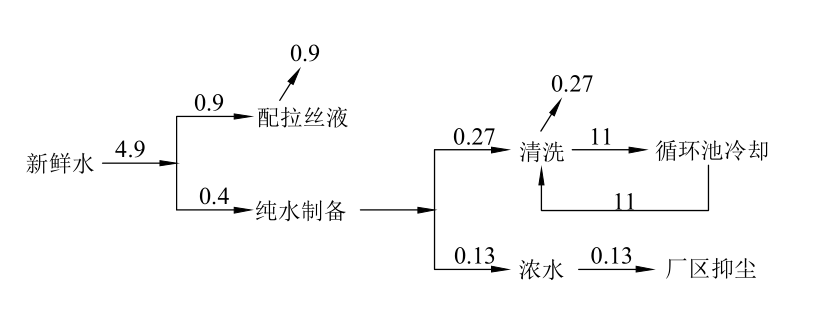 0.9
0.27
0.9
配拉丝液
0.27
11
清洗
循环池冷却
4.9
新鲜水
0.4
纯水制备
11
0.13
0.13
浓水
厂区抑尘